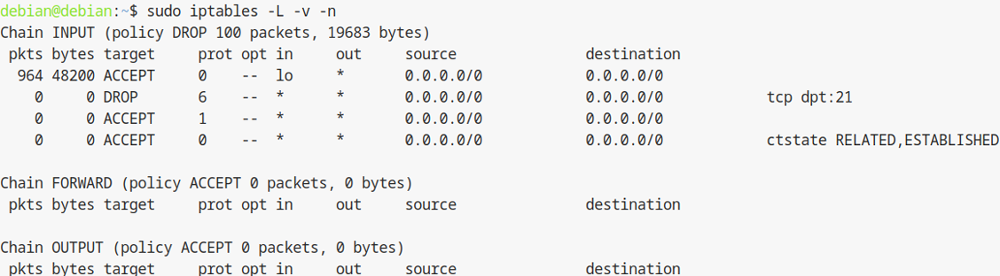 debian@debian:~$ sudo iptables -L -v -n
Chain INPUT (policy DROP 100 packets, 19683 bytes)
 pkts bytes target     prot opt in     out     source               destination
  964 48200 ACCEPT     0    --  lo     *       0.0.0.0/0            0.0.0.0/0
    0     0 DROP       6    --  *      *       0.0.0.0/0            0.0.0.0/0            tcp dpt:21
    0     0 ACCEPT     1    --  *      *       0.0.0.0/0            0.0.0.0/0
    0     0 ACCEPT     0    --  *      *       0.0.0.0/0            0.0.0.0/0            ctstate RELATED,ESTABLISHED

Chain FORWARD (policy ACCEPT 0 packets, 0 bytes)
 pkts bytes target     prot opt in     out     source               destination

Chain OUTPUT (policy ACCEPT 0 packets, 0 bytes)
 pkts bytes target     prot opt in     out     source               destination